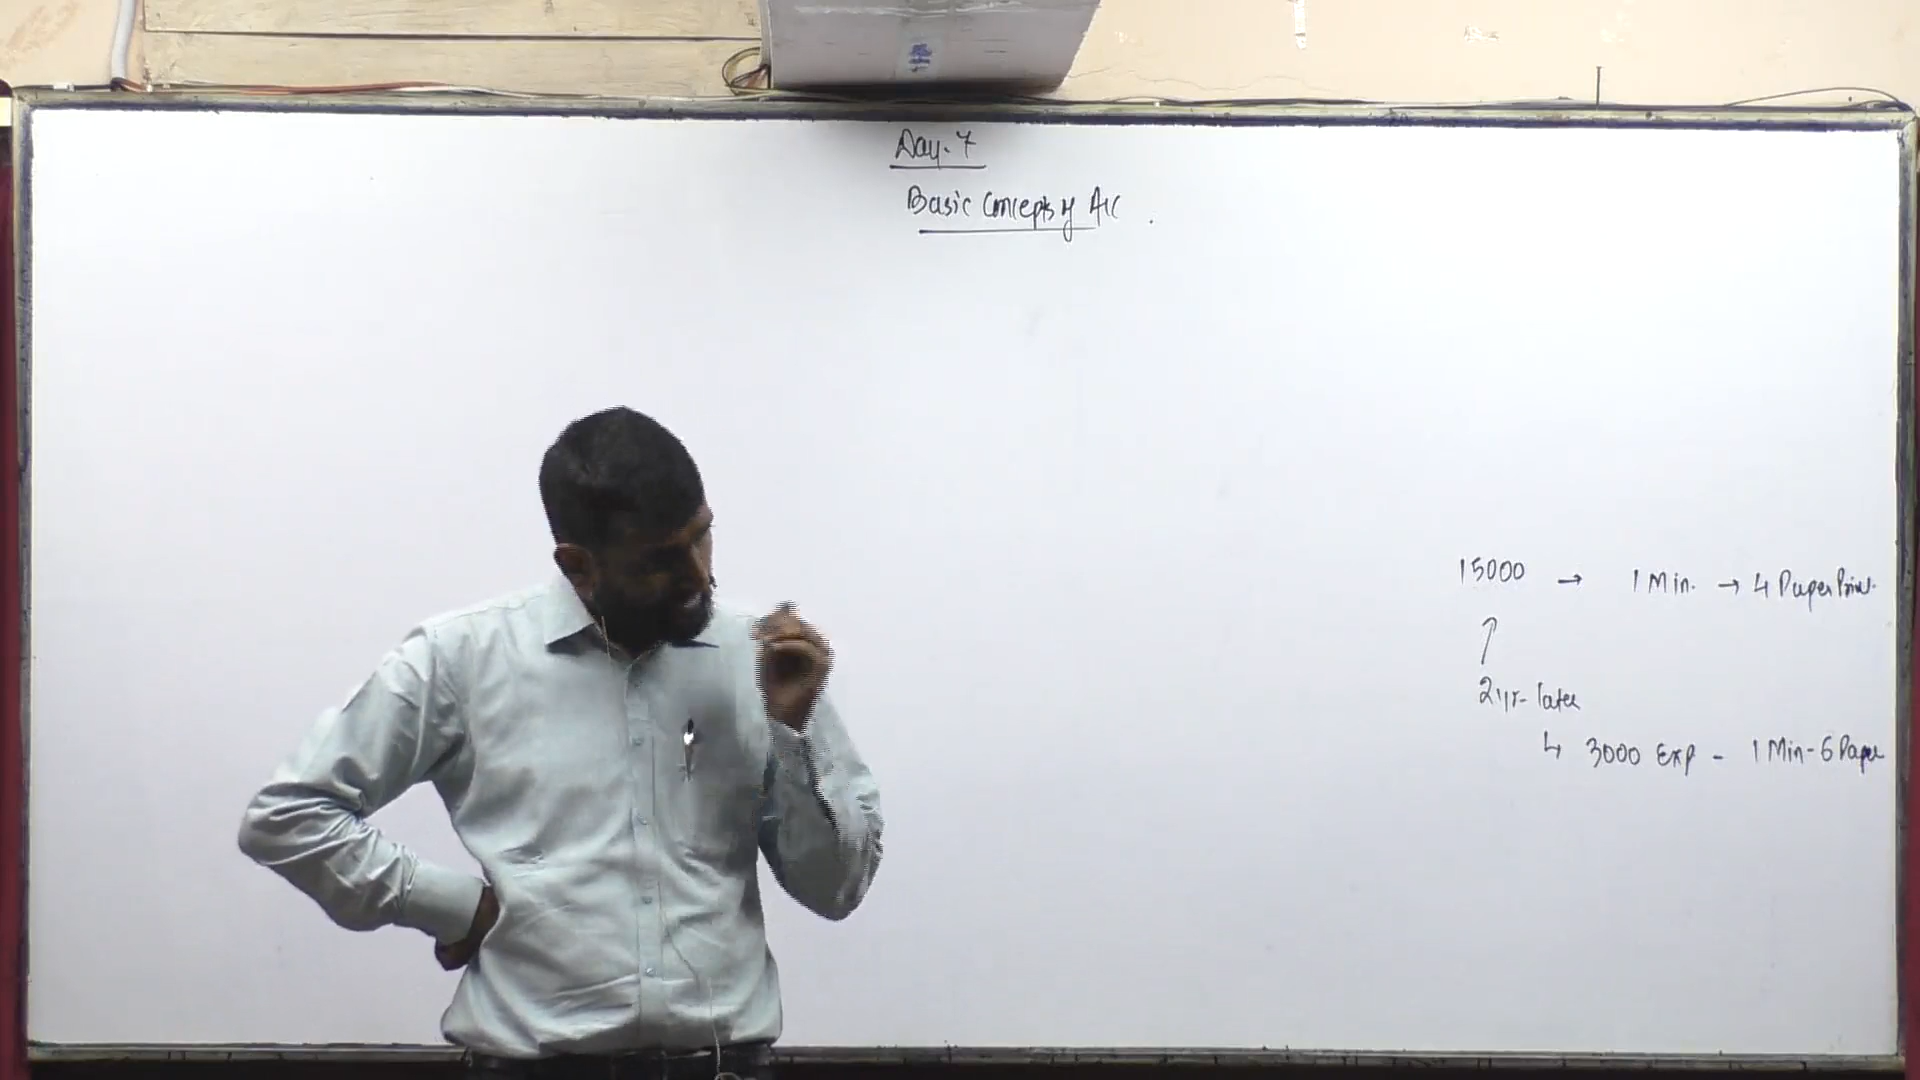 Day. 7
Basic Concepts of A/C .
15000 → 1 Min. → 4 Paper Print.
↑
2 yr. later
↳ 3000 Exp - 1 Min - 6 Paper